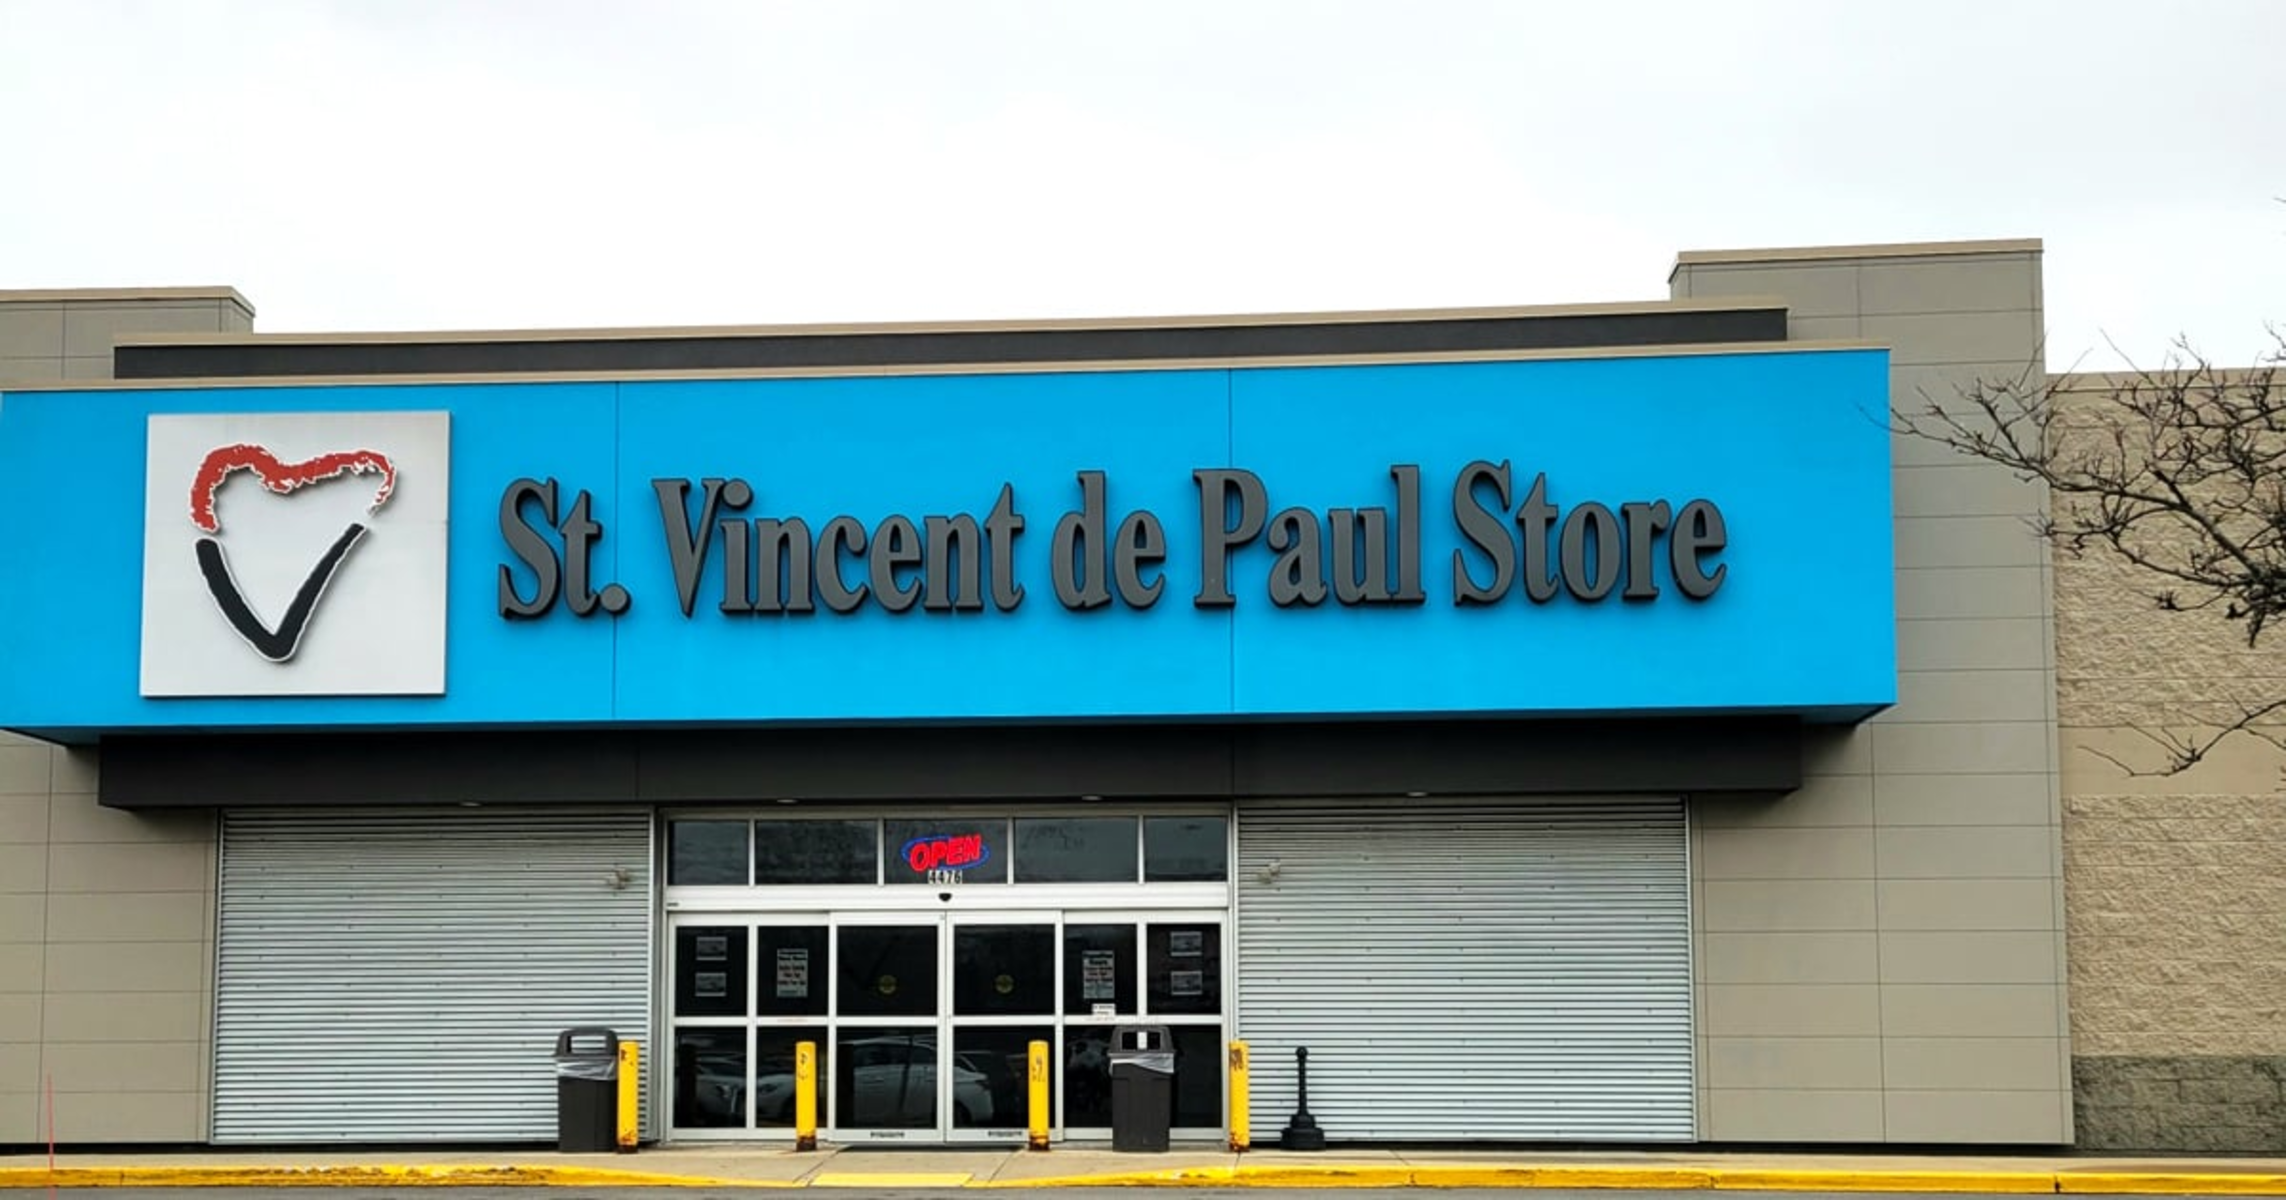 St. Vincent de Paul Store
OPEN
4476